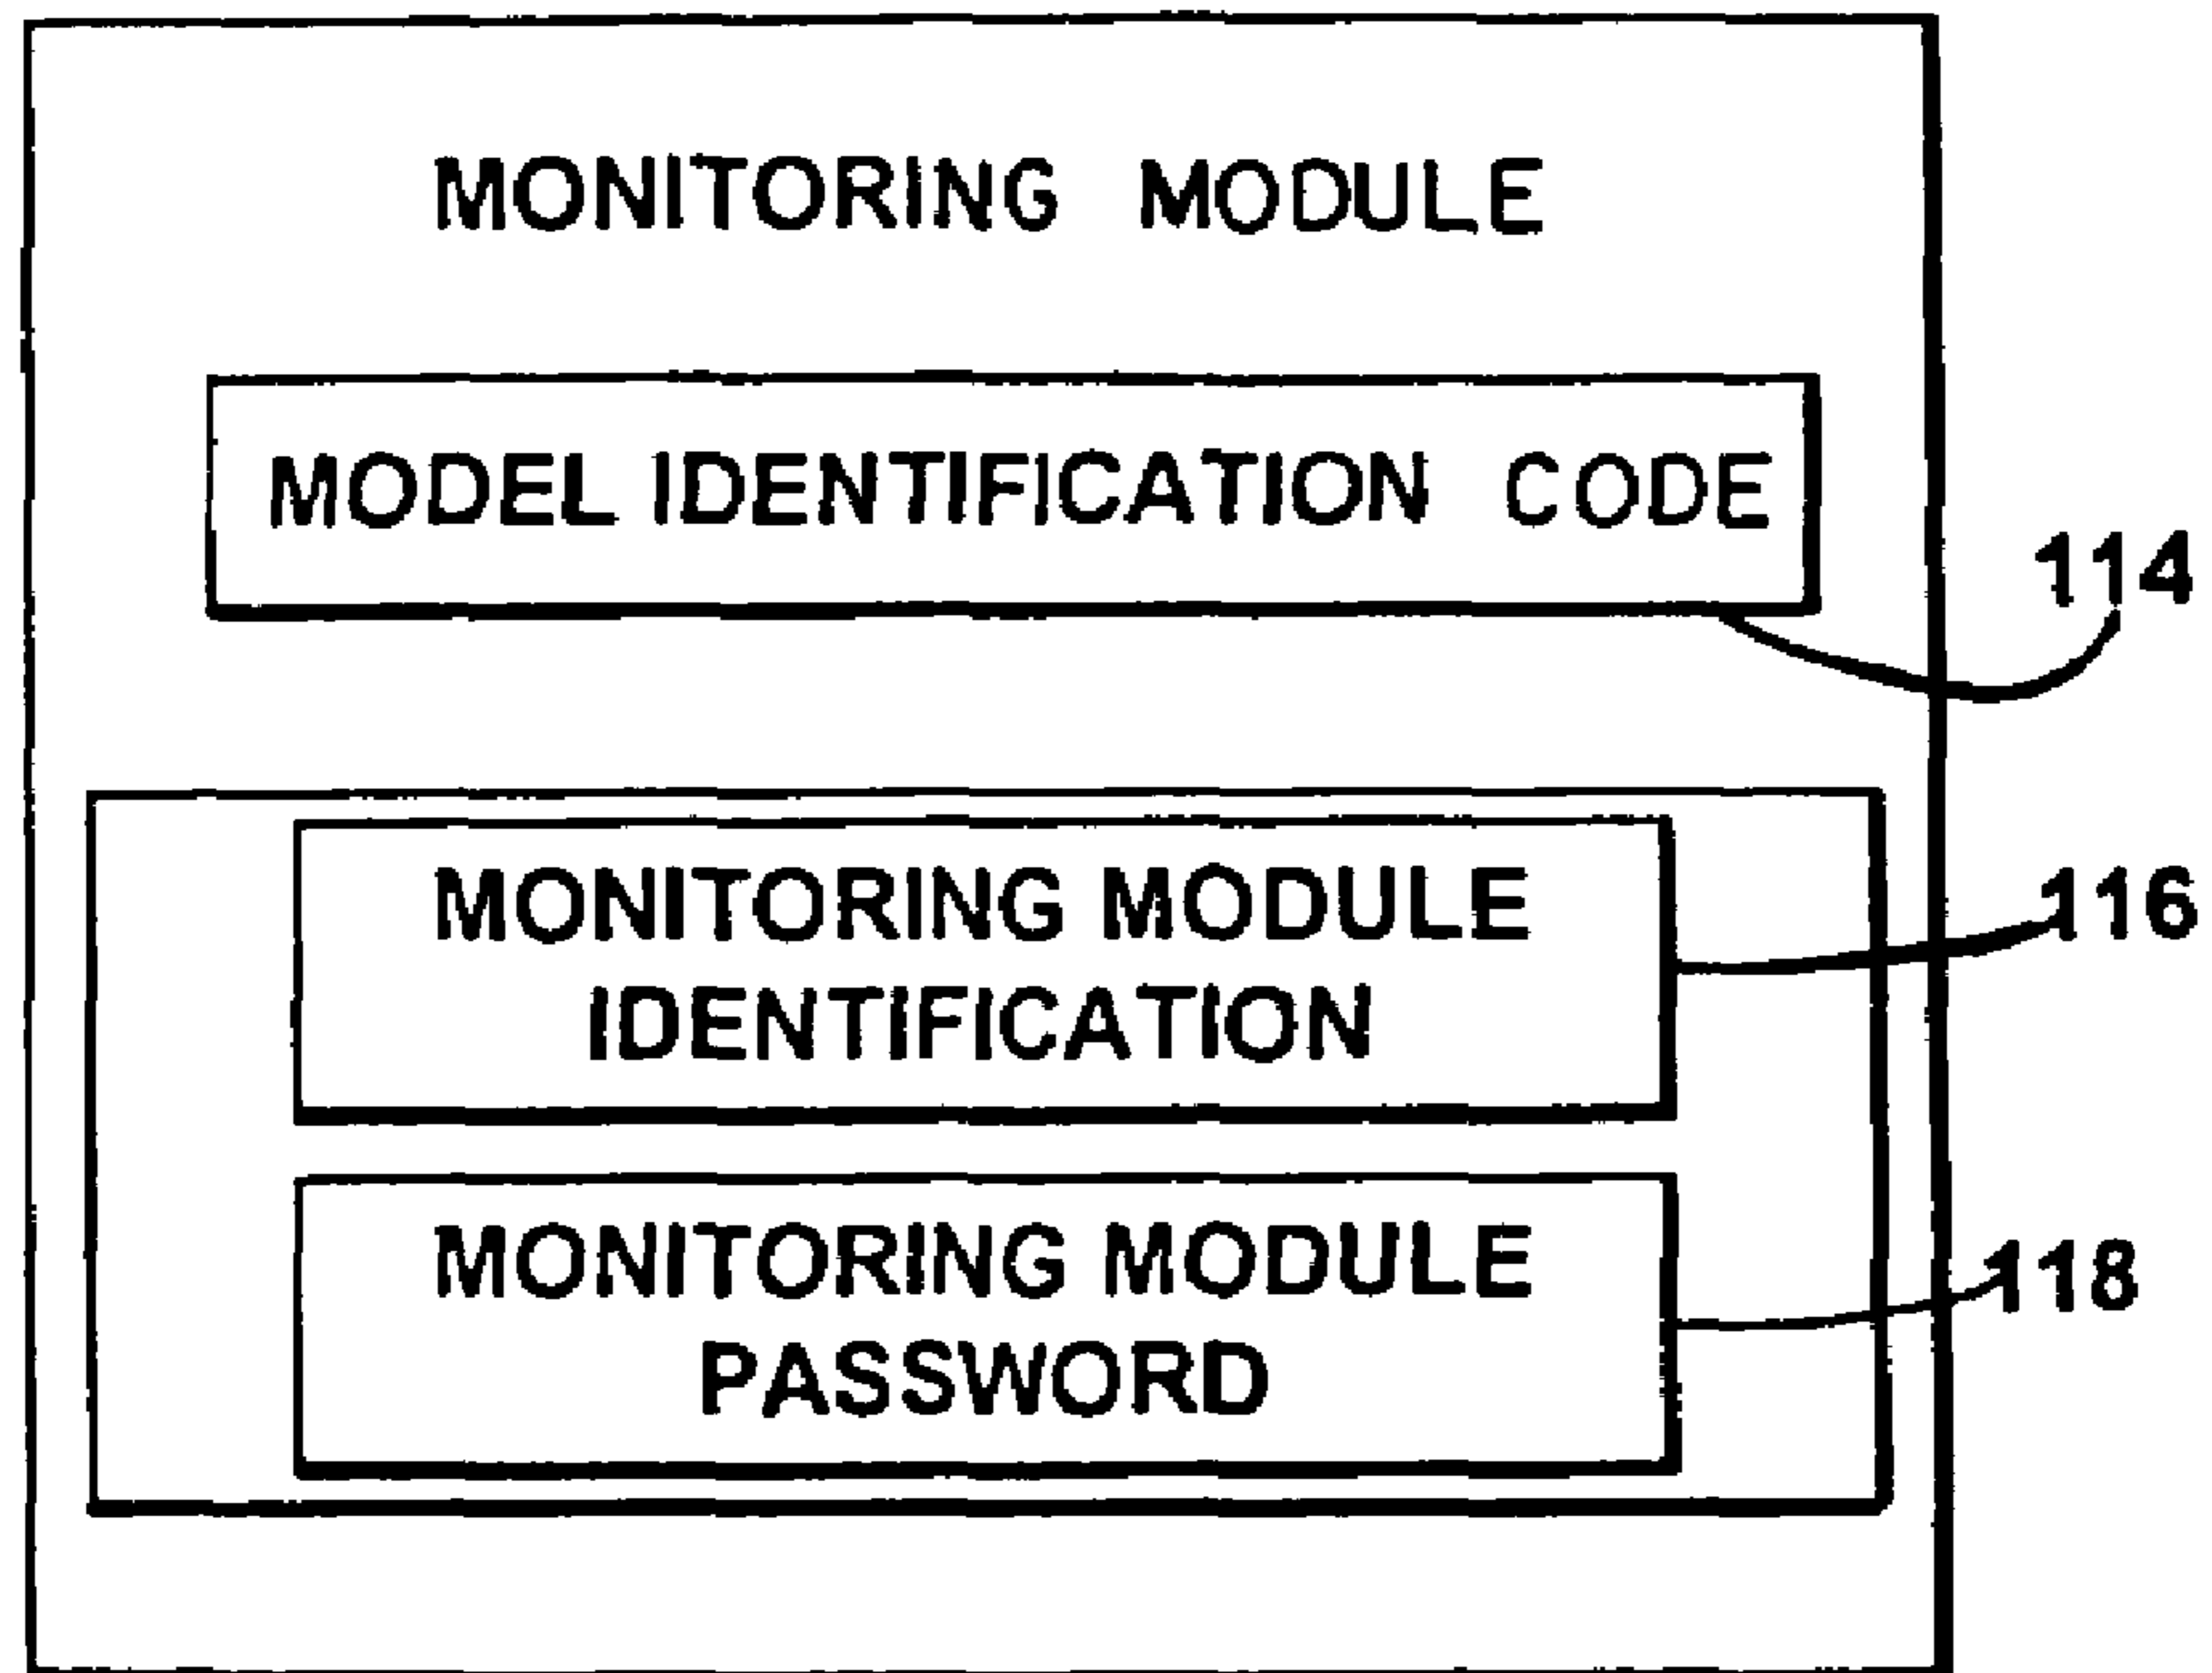 MONITORING MODULE
MODEL IDENTIFICATION CODE
114
MONITORING MODULE
IDENTIFICATION
116
MONITORING MODULE
PASSWORD
118